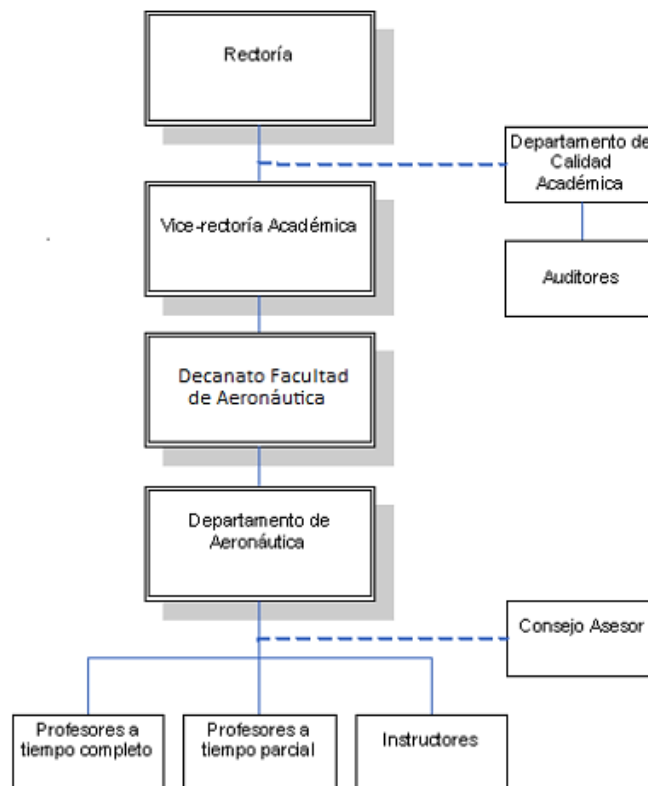 Rectoría
Departamento de
Calidad
Académica
Vice-rectoría Académica
Auditores
Decanato Facultad
de Aeronáutica
Departamento de
Aeronáutica
Consejo Asesor
Profesores a
tiempo completo
Profesores a
tiempo parcial
Instructores